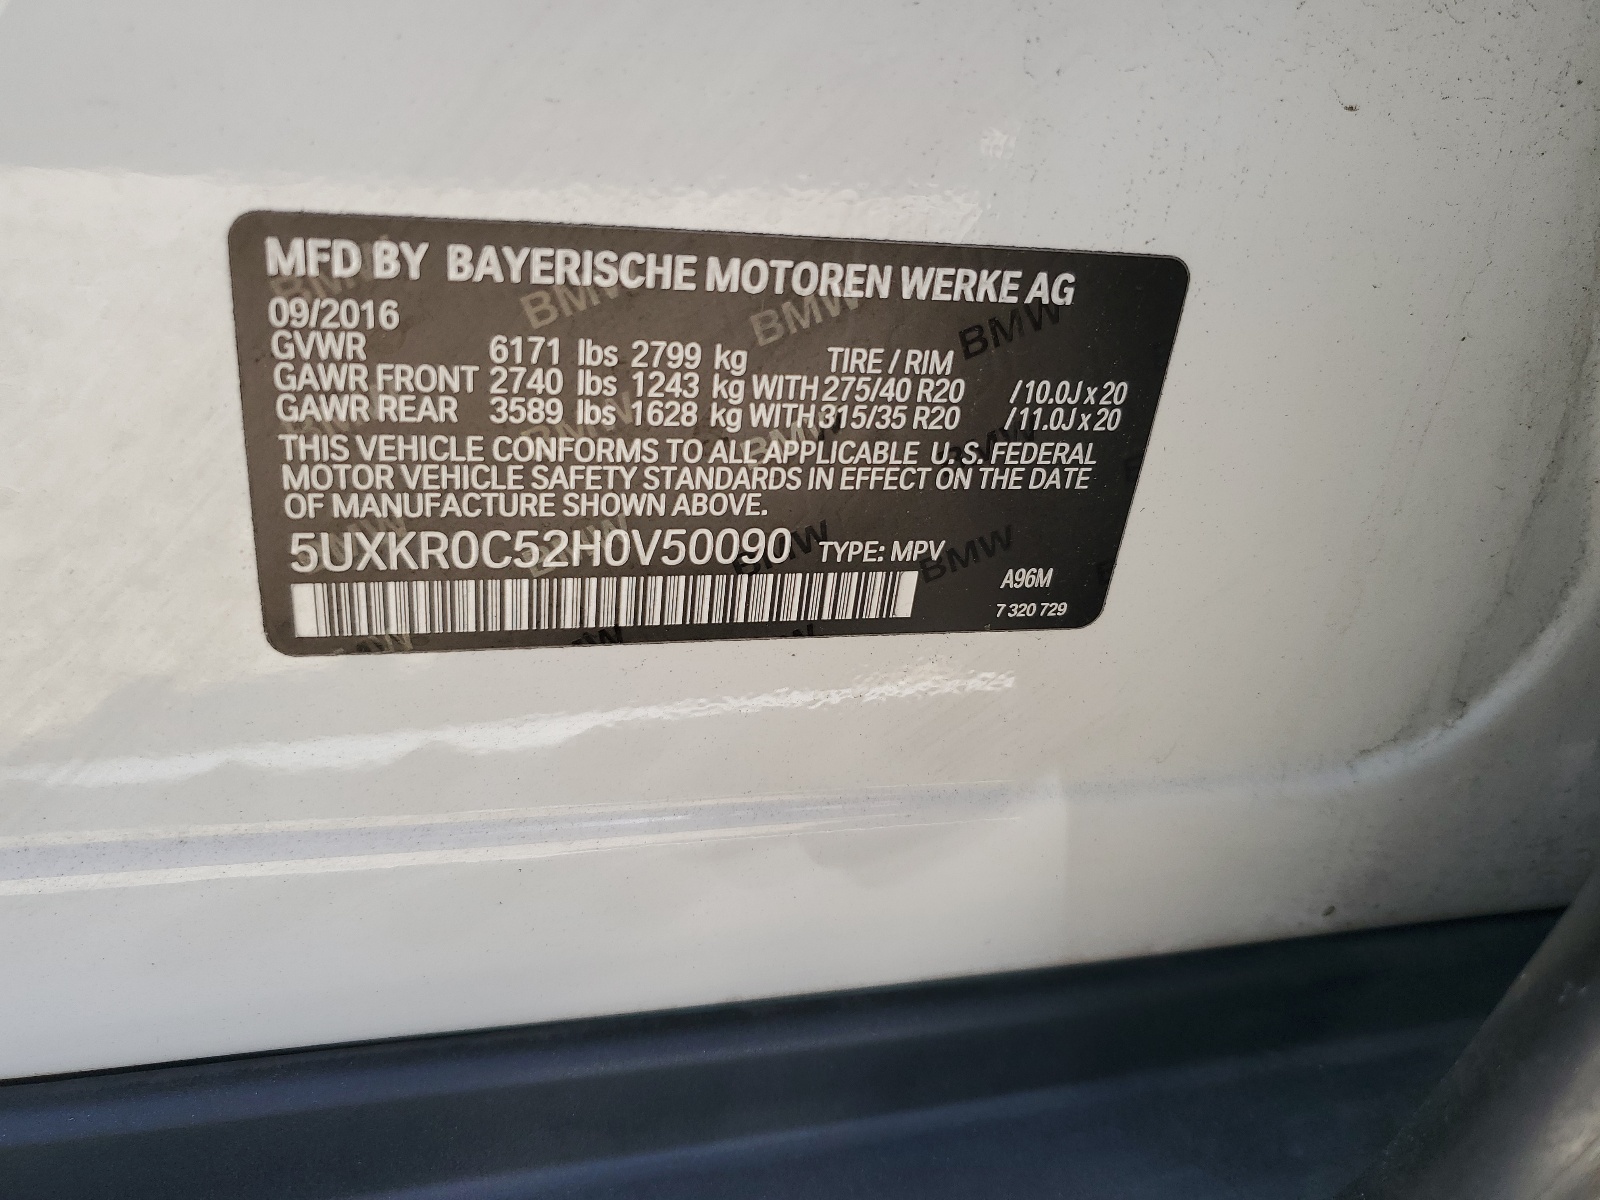 MFD BY BAYERISCHE MOTOREN WERKE AG
09/2016
GVWR 6171 lbs 2799 kg TIRE / RIM
GAWR FRONT 2740 lbs 1243 kg WITH 275/40 R20 /10.0J x 20
GAWR REAR 3589 lbs 1628 kg WITH 315/35 R20 /11.0J x 20
THIS VEHICLE CONFORMS TO ALL APPLICABLE U.S. FEDERAL
MOTOR VEHICLE SAFETY STANDARDS IN EFFECT ON THE DATE
OF MANUFACTURE SHOWN ABOVE.
5UXKR0C52H0V50090 TYPE: MPV
A96M
7 320 729